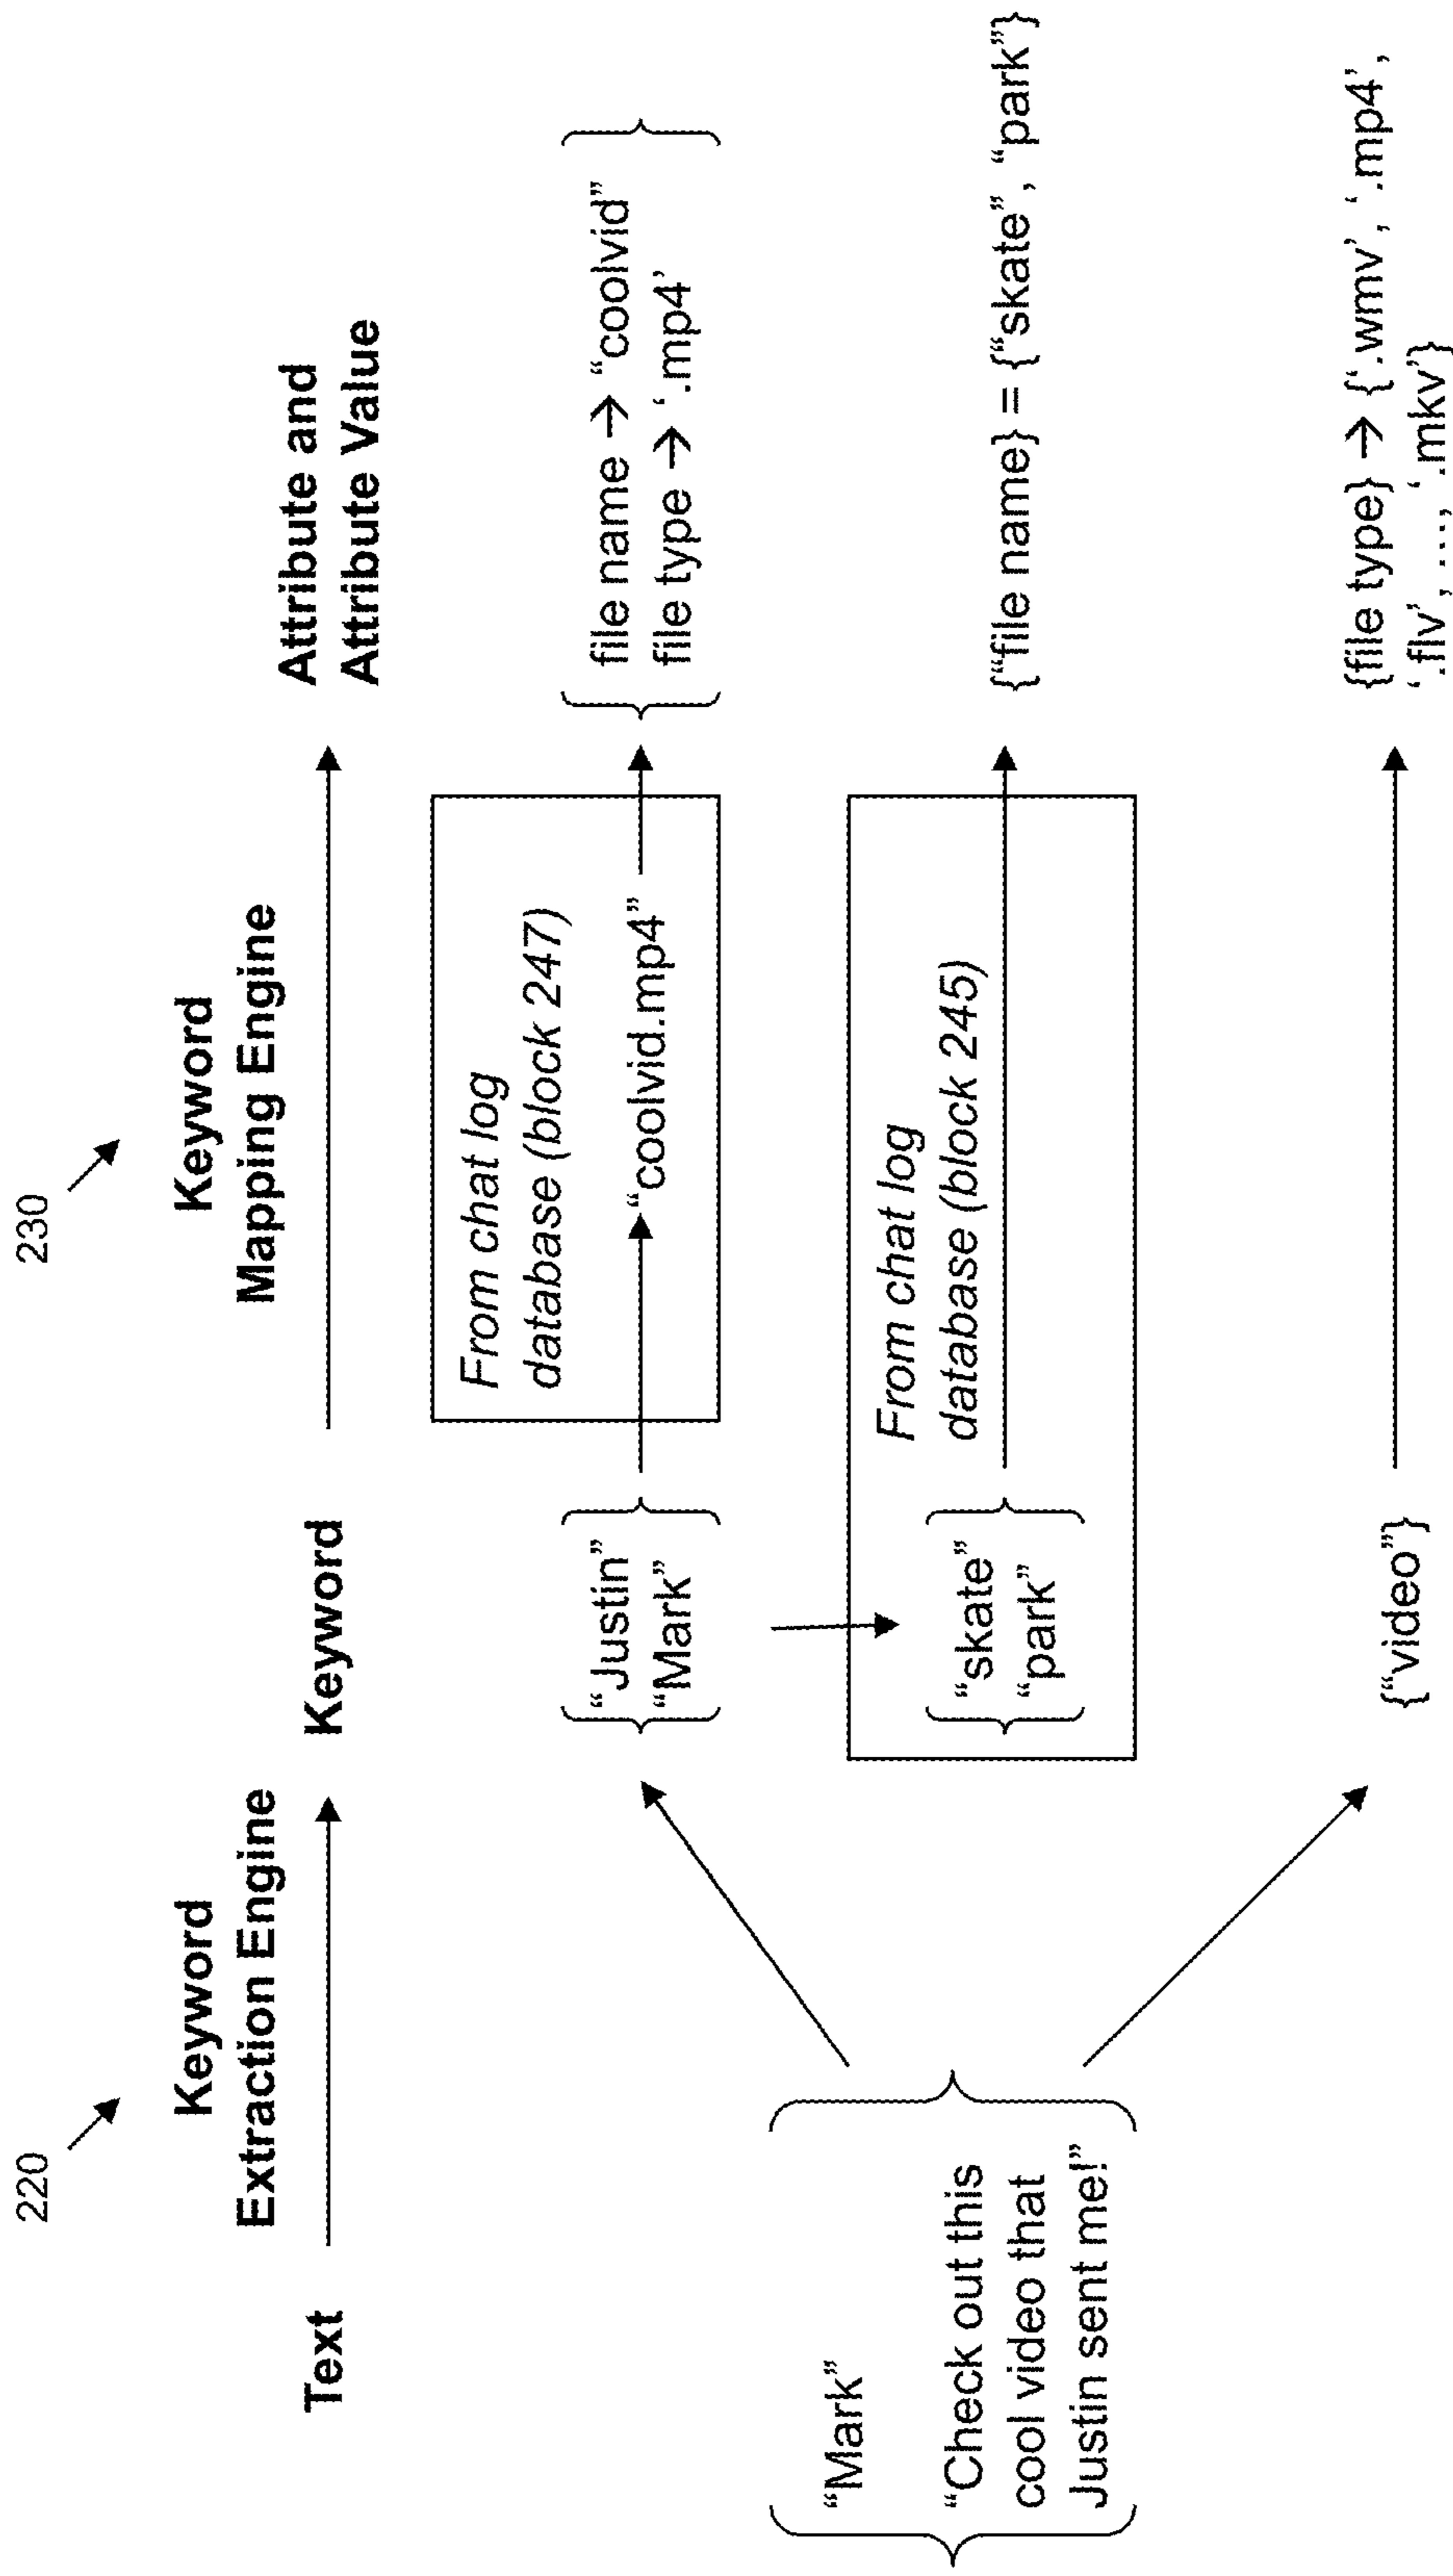 220
230
Keyword
Extraction Engine
Keyword
Mapping Engine
Text
Keyword
Attribute and
Attribute Value
“Mark”
“Check out this
cool video that
Justin sent me!”
“Justin”
“Mark”
From chat log
database (block 247)
“coolvid.mp4”
file name → “coolvid”
file type → ‘.mp4’
“skate”
“park”
From chat log
database (block 245)
{“file name} = {“skate”, “park”}
{“video”}
{file type} → {‘.wmv’, ‘.mp4’,
‘.flv’, …, ‘.mkv’}